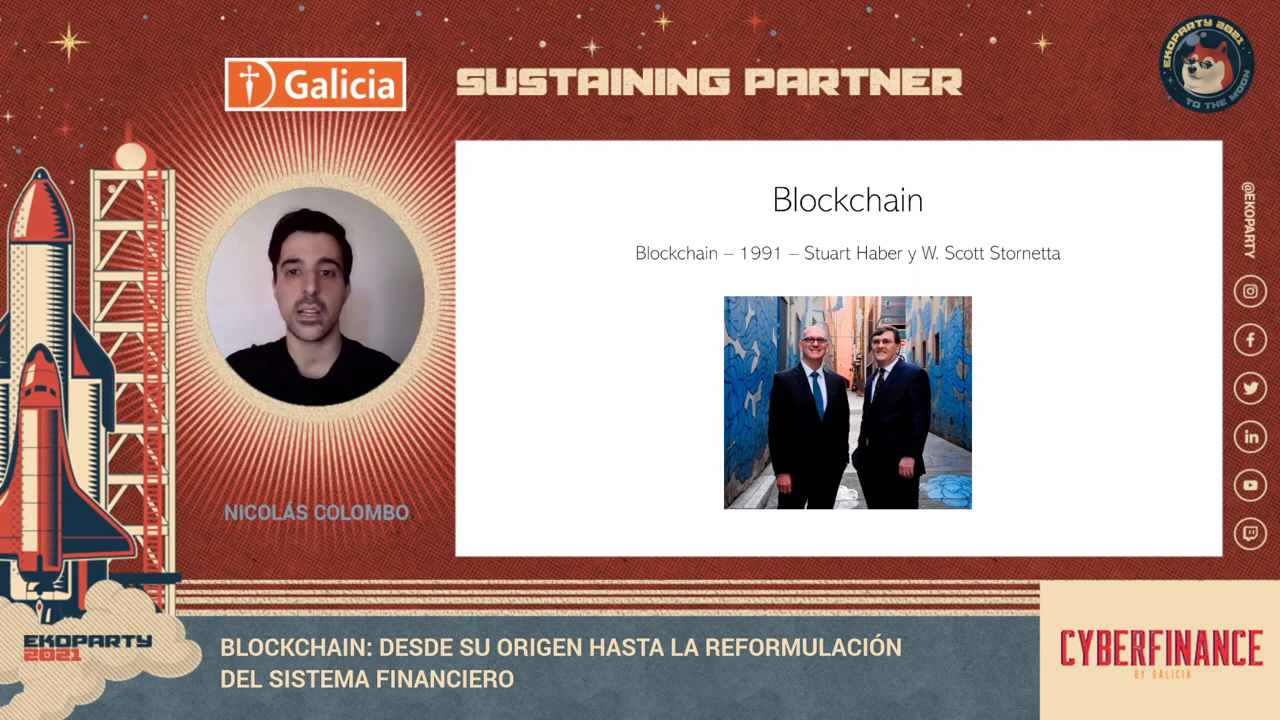 Galicia
SUSTAINING PARTNER
EKOPARTY 2021
TO THE MOON
Blockchain
Blockchain – 1991 – Stuart Haber y W. Scott Stornetta
@EKOPARTY
NICOLÁS COLOMBO
EKOPARTY
2021
BLOCKCHAIN: DESDE SU ORIGEN HASTA LA REFORMULACIÓN
DEL SISTEMA FINANCIERO
CYBERFINANCE
BY GALICIA